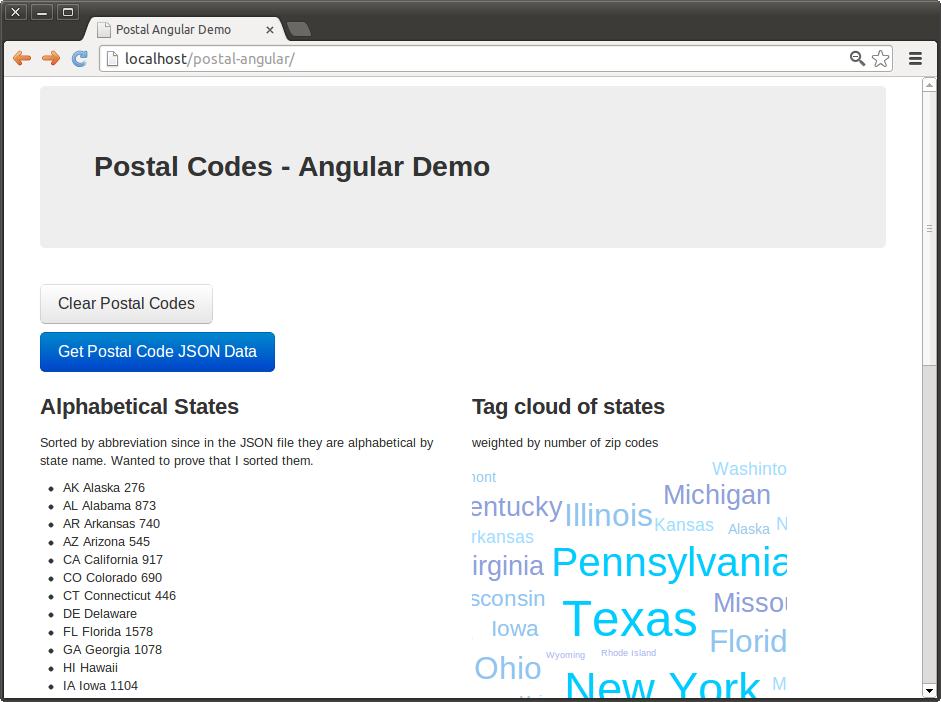 Postal Angular Demo
localhost/postal-angular/
Postal Codes - Angular Demo
Clear Postal Codes
Get Postal Code JSON Data
Alphabetical States
Sorted by abbreviation since in the JSON file they are alphabetical by
state name. Wanted to prove that I sorted them.
AK Alaska 276
AL Alabama 873
AR Arkansas 740
AZ Arizona 545
CA California 917
CO Colorado 690
CT Connecticut 446
DE Delaware
FL Florida 1578
GA Georgia 1078
HI Hawaii
IA Iowa 1104
Tag cloud of states
weighted by number of zip codes
mont
Washinto
entucky
Illinois
Michigan
rkansas
Kansas
Alaska
N
irginia
Pennsylvania
sconsin
Texas
Missou
Iowa
Florid
Wyoming
Rhode Island
Ohio
New York
M